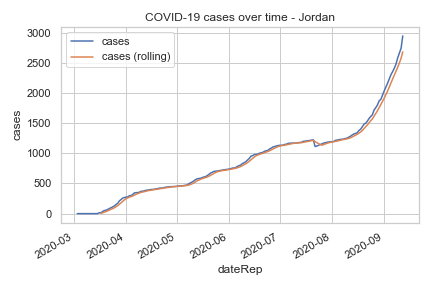 COVID-19 cases over time - Jordan
cases
cases (rolling)
3000
2500
2000
1500
1000
500
0
cases
2020-03
2020-04
2020-05
2020-06
2020-07
2020-08
2020-09
dateRep